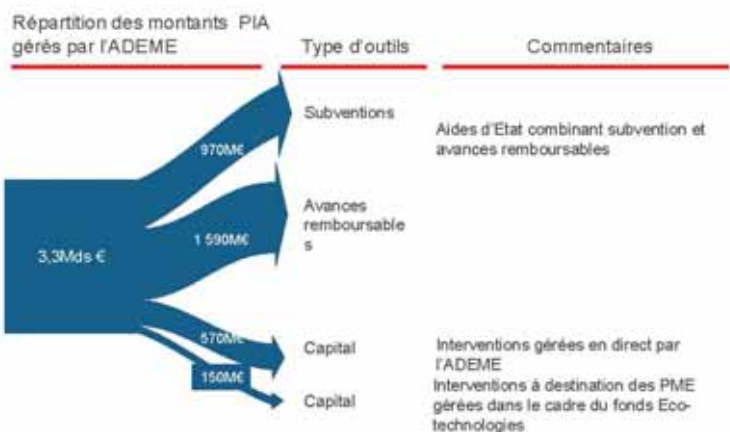 Répartition des montants PIA
gérés par l'ADEME
Type d'outils
Commentaires
970M€
Subventions
Aides d'Etat combinant subvention et
avances remboursables
3,3Mds €
1 590M€
Avances
remboursable
s
570M€
Capital
Interventions gérées en direct par
l'ADEME
150M€
Capital
Interventions à destination des PME
gérées dans le cadre du fonds Eco-
technologies